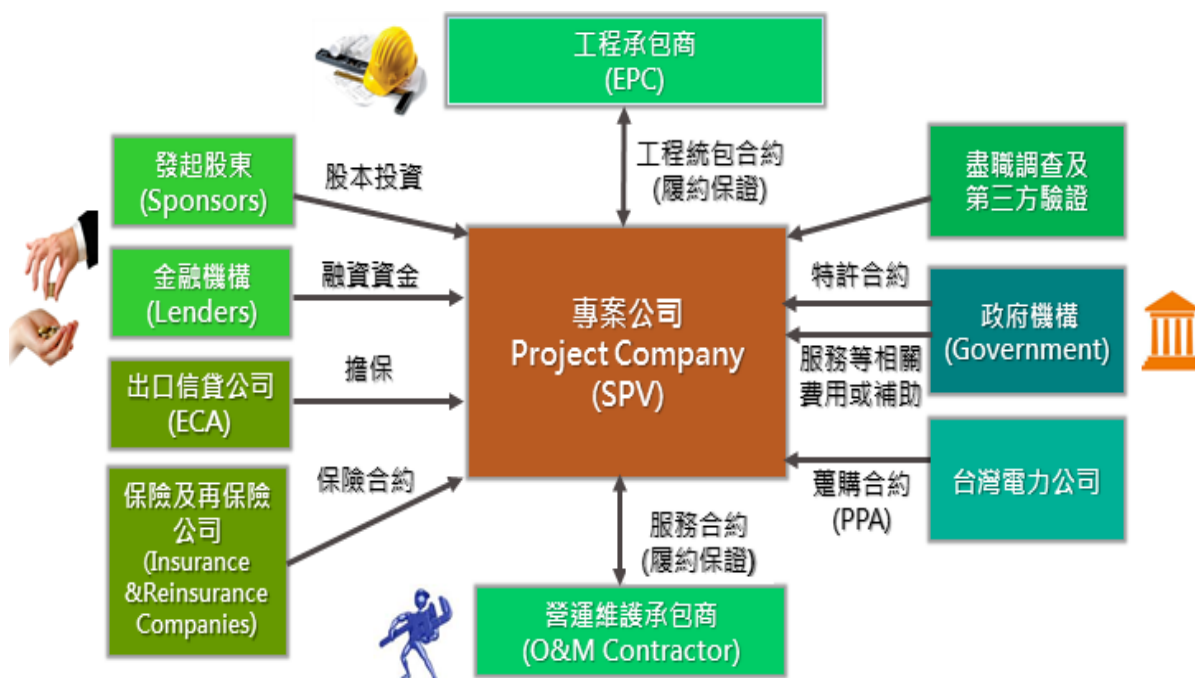 工程承包商
(EPC)
發起股東
(Sponsors)
股本投資
工程統包合約
(履約保證)
盡職調查及
第三方驗證
金融機構
(Lenders)
融資資金
專案公司
Project Company
(SPV)
特許合約
政府機構
(Government)
服務等相關
費用或補助
出口信貸公司
(ECA)
擔保
保險及再保險
公司
(Insurance
&Reinsurance
Companies)
保險合約
躉購合約
(PPA)
台灣電力公司
服務合約
(履約保證)
營運維護承包商
(O&M Contractor)